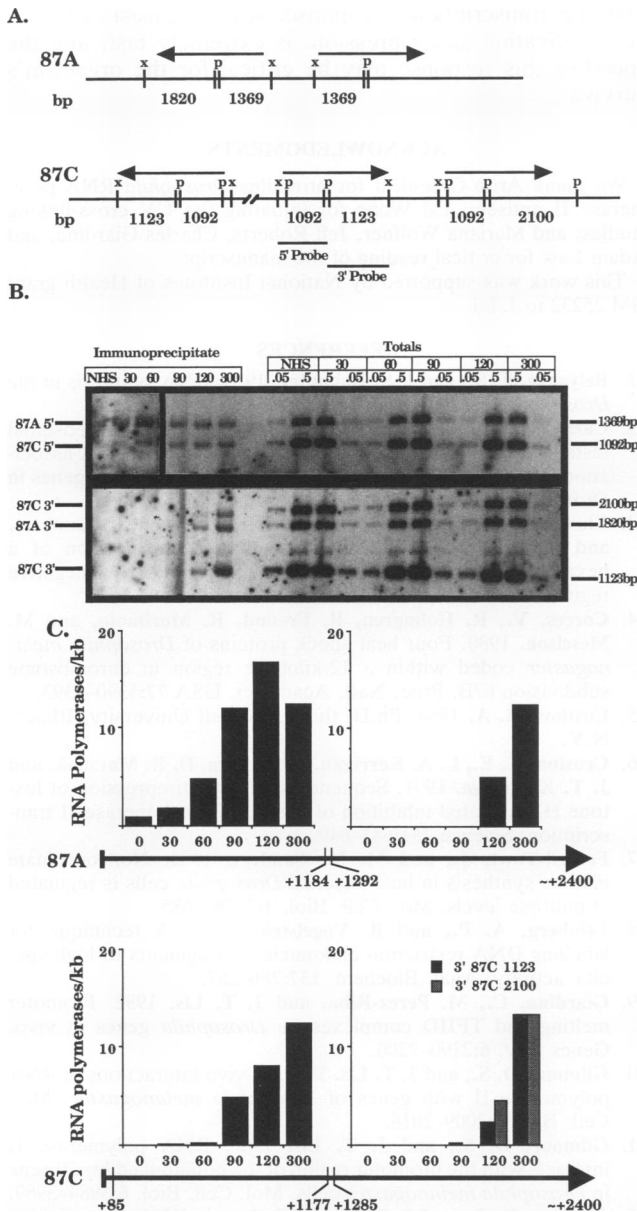 A.
87A
x p x x p
bp 1820 1369 1369
87C
x p p x x p p x x p p
bp 1123 1092 1092 1123 1092 2100
5' Probe
3' Probe
B.
Immunoprecipitate
Totals
NHS 30 60 90 120 300
NHS 30 60 90 120 300
.05 .5 .5 .05 .05 .5 .5 .05 .05 .5 .5 .05
87A 5' 1369bp
87C 5' 1092bp
87C 3' 2100bp
87A 3' 1820bp
87C 3' 1123bp
C.
RNA Polymerases/kb
20 20
10 10
0 30 60 90 120 300 0 30 60 90 120 300
87A +1184 +1292 ~+2400
RNA polymerases/kb
20 20
3' 87C 1123
3' 87C 2100
10 10
0 30 60 90 120 300 0 30 60 90 120 300
87C
+85 +1177 +1285 ~+2400